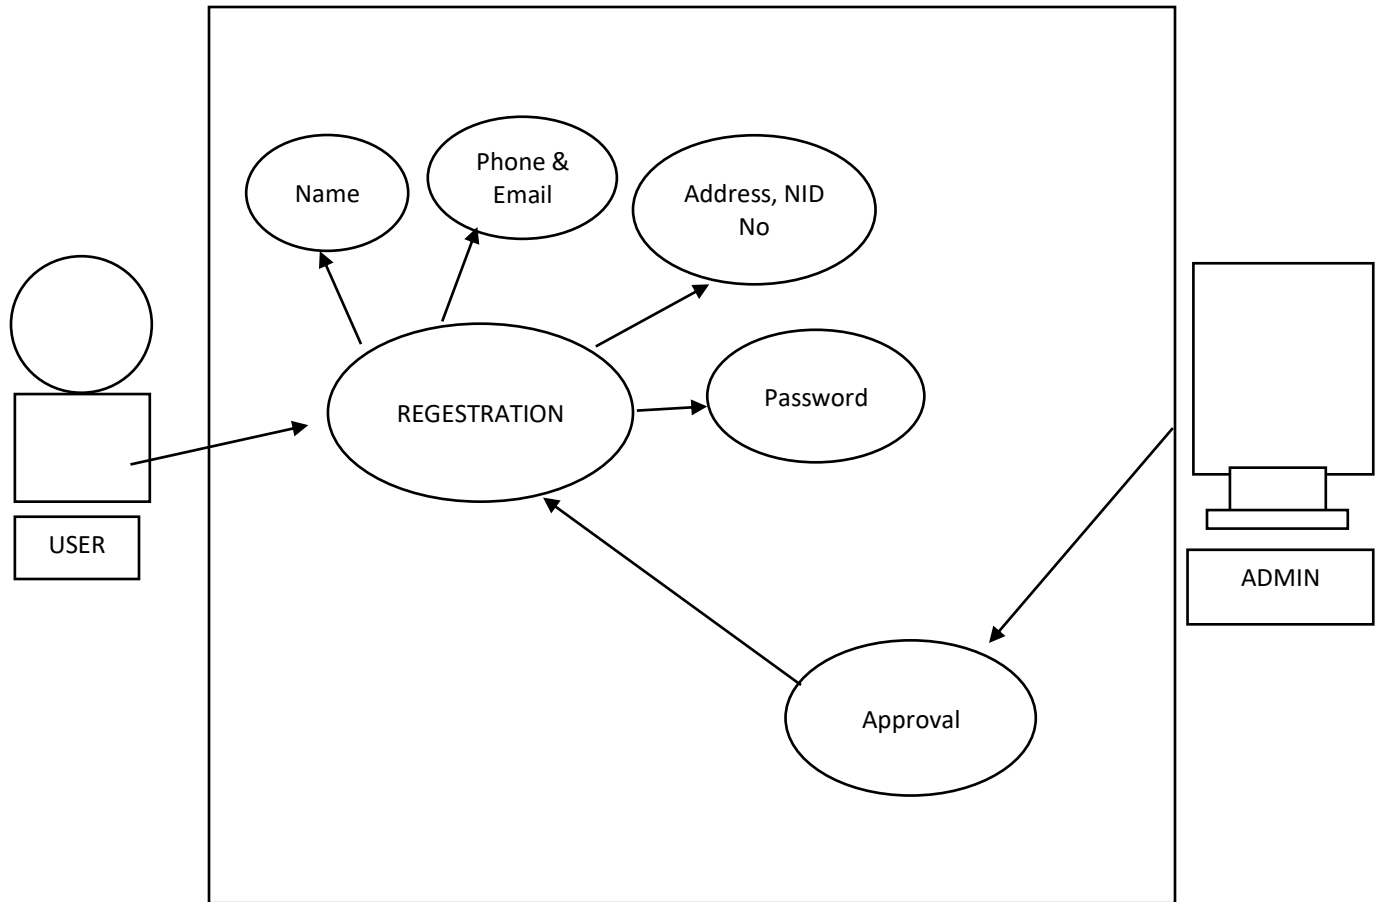 Name
Phone &
Email
Address, NID
No
REGESTRATION
Password
USER
ADMIN
Approval